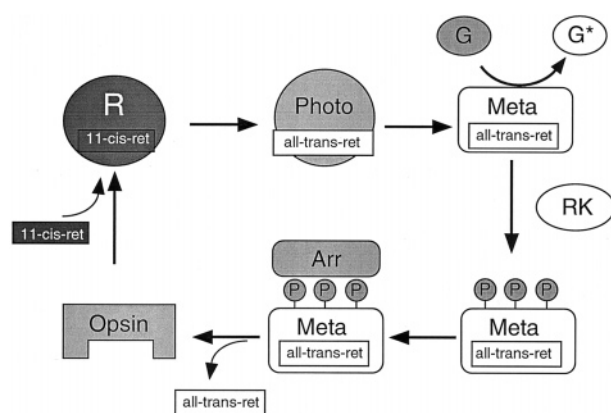 G
G*
R
11-cis-ret
Photo
all-trans-ret
Meta
all-trans-ret
RK
11-cis-ret
Opsin
Arr
P P P
Meta
all-trans-ret
P P P
Meta
all-trans-ret
all-trans-ret